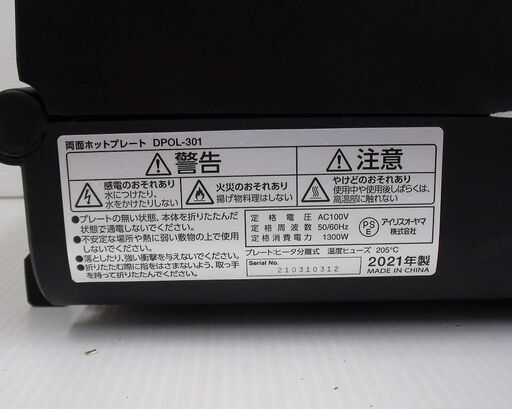 両面ホットプレート DPOL-301
警告
注意
感電のおそれあり
水につけたり、
水をかけたりしない。
火災のおそれあり
揚げ物料理はしない。
やけどのおそれあり
使用中や使用後しばらくは、
高温部に触れない。
●プレートの無い状態、本体を折りたたんだ
状態で通電しないでください。
●不安定な場所や熱に弱い敷物の上で使用
しないでください。
●落としたり、強い衝撃を与えないでください。
●折りたたむ際に指をはさまないよう、取っ手
を持って折りたたんでください。
定格電圧 AC100V
定格周波数 50/60Hz
定格消費電力 1300W
PS
E
アイリスオーヤマ
株式会社
プレート:ヒータ分離式 温度ヒューズ 205℃
Serial No.
210310312
2021年製
MADE IN CHINA